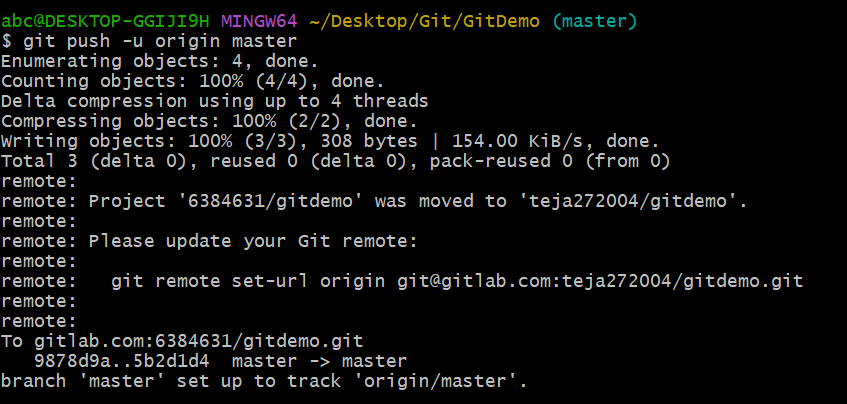 abc@DESKTOP-GGIJI9H MINGW64 ~/Desktop/Git/GitDemo (master)
$ git push -u origin master
Enumerating objects: 4, done.
Counting objects: 100% (4/4), done.
Delta compression using up to 4 threads
Compressing objects: 100% (2/2), done.
Writing objects: 100% (3/3), 308 bytes | 154.00 KiB/s, done.
Total 3 (delta 0), reused 0 (delta 0), pack-reused 0 (from 0)
remote:
remote: Project '6384631/gitdemo' was moved to 'teja272004/gitdemo'.
remote:
remote: Please update your Git remote:
remote:
remote:   git remote set-url origin git@gitlab.com:teja272004/gitdemo.git
remote:
remote:
To gitlab.com:6384631/gitdemo.git
   9878d9a..5b2d1d4  master -> master
branch 'master' set up to track 'origin/master'.